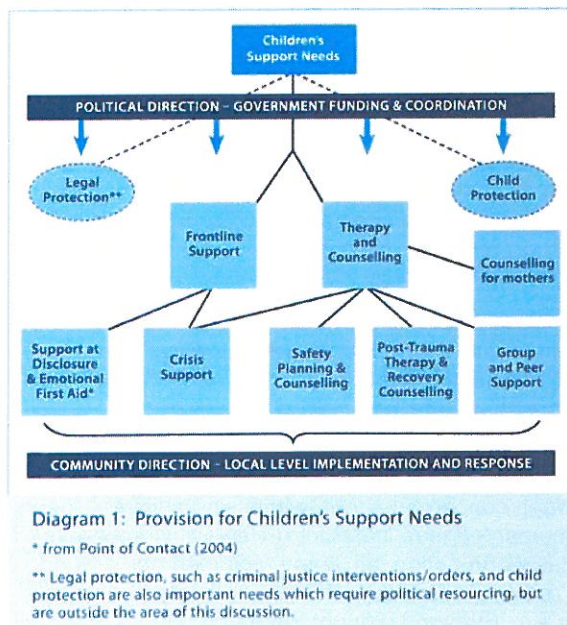 Children's
Support Needs
POLITICAL DIRECTION – GOVERNMENT FUNDING & COORDINATION
Legal
Protection**
Child
Protection
Frontline
Support
Therapy
and
Counselling
Counselling
for mothers
Support at
Disclosure
& Emotional
First Aid*
Crisis
Support
Safety
Planning &
Counselling
Post-Trauma
Therapy &
Recovery
Counselling
Group
and Peer
Support
COMMUNITY DIRECTION – LOCAL LEVEL IMPLEMENTATION AND RESPONSE
Diagram 1: Provision for Children's Support Needs
* from Point of Contact (2004)
** Legal protection, such as criminal justice interventions/orders, and child
protection are also important needs which require political resourcing, but
are outside the area of this discussion.